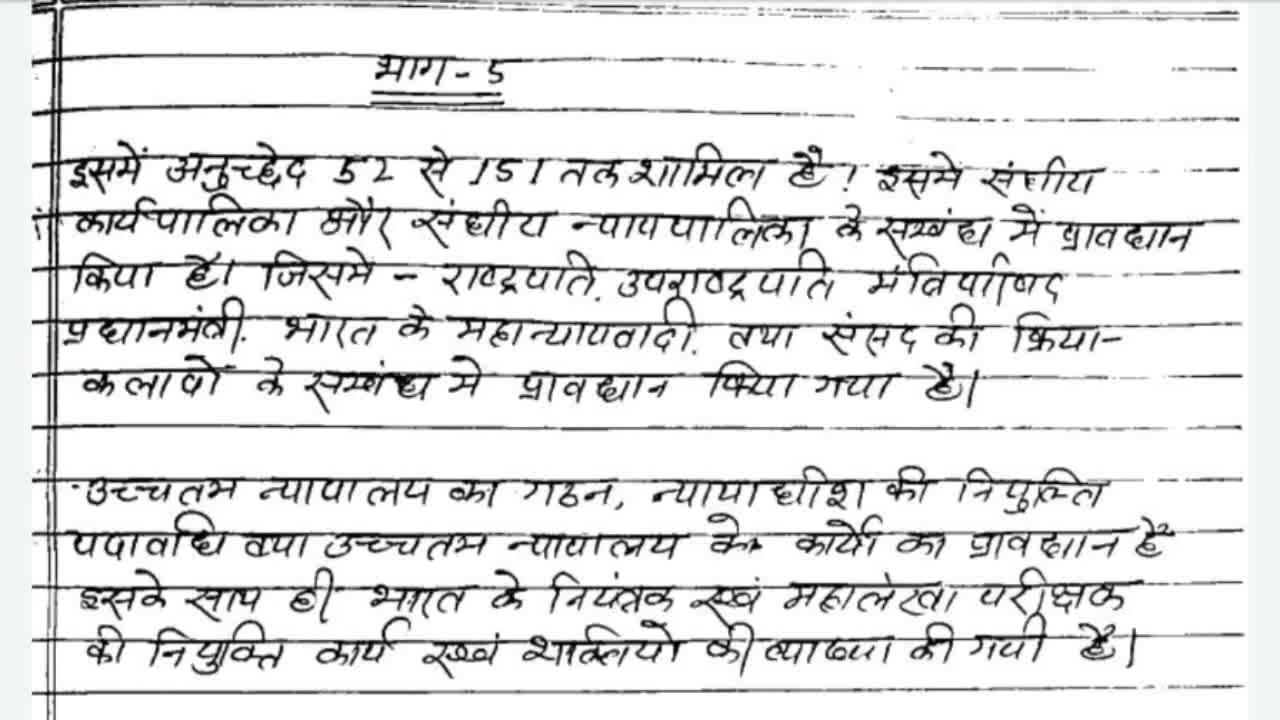 भाग - 5
इसमें अनुच्छेद 52 से 151 तक शामिल है। इसमे संघीय
कार्यपालिका और संघीय न्यायपालिका के सम्बंध में प्रावधान
किया है। जिसमे - राष्ट्रपति, उपराष्ट्रपति मंत्रिपरिषद
प्रधानमंत्री, भारत के महान्यायवादी, तथा संसद की क्रिया-
कलापों के सम्बंध मे प्रावधान किया गया है।
उच्चतम न्यायालय का गठन, न्यायाधीश की नियुक्ति
पदावधि तथा उच्चतम न्यायालय के कार्यो का प्रावधान है
इसके साथ ही भारत के नियंत्रक एवं महालेखा परीक्षक
की नियुक्ति कार्य एवं शक्तियो की व्याख्या की गयी है।